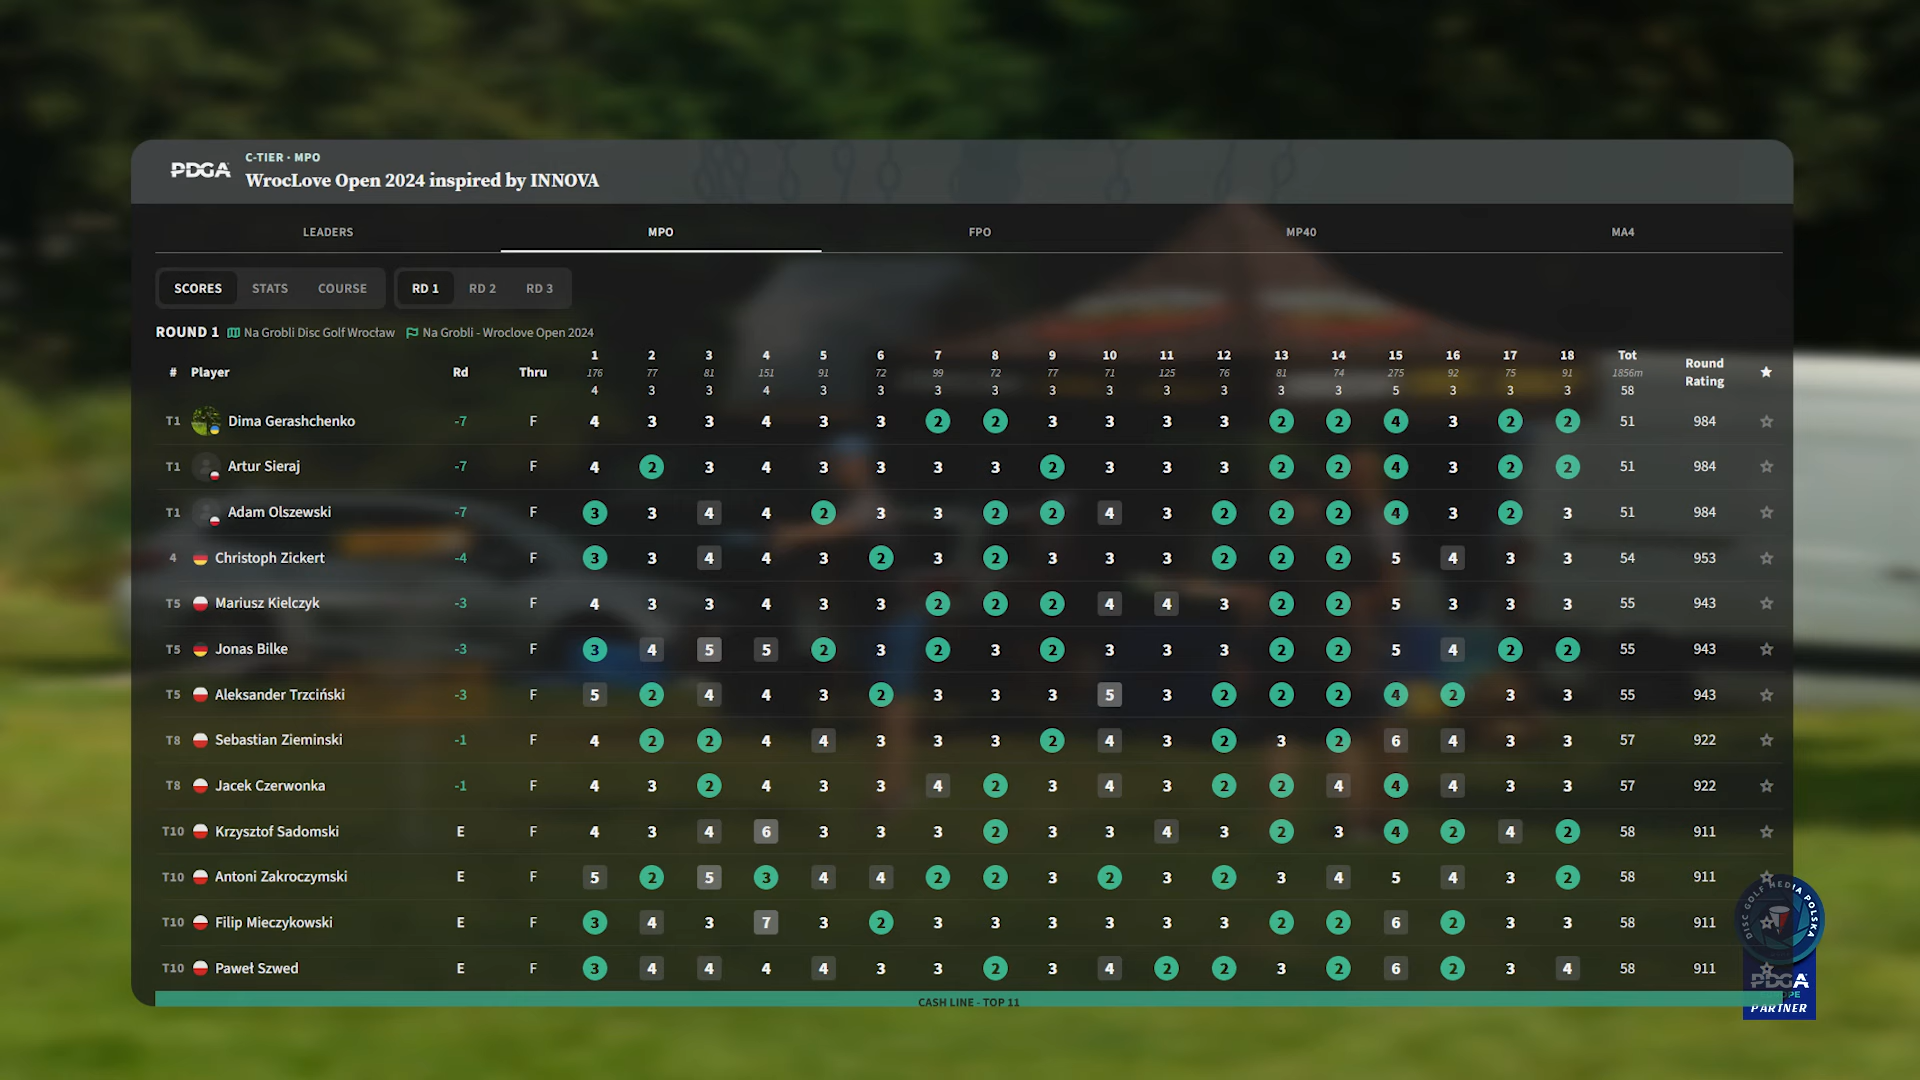 PDGA
C-TIER · MPO
WrocLove Open 2024 inspired by INNOVA
LEADERS MPO FPO MP40 MA4
SCORES STATS COURSE RD 1 RD 2 RD 3
ROUND 1 Na Grobli Disc Golf Wrocław Na Grobli - Wroclove Open 2024
1 2 3 4 5 6 7 8 9 10 11 12 13 14 15 16 17 18 Tot
# Player Rd Thru 176 77 81 151 91 72 99 72 77 71 125 76 81 74 275 92 75 91 1856m Round Rating
4 3 3 4 3 3 3 3 3 3 3 3 3 3 5 3 3 3 58
T1 Dima Gerashchenko -7 F 4 3 3 4 3 3 2 2 3 3 3 3 2 2 4 3 2 2 51 984
T1 Artur Sieraj -7 F 4 2 3 4 3 3 3 3 2 3 3 3 2 2 4 3 2 2 51 984
T1 Adam Olszewski -7 F 3 3 4 4 2 3 3 2 2 4 3 2 2 2 4 3 2 3 51 984
4 Christoph Zickert -4 F 3 3 4 4 3 2 3 2 3 3 3 2 2 2 5 4 3 3 54 953
T5 Mariusz Kielczyk -3 F 4 3 3 4 3 3 2 2 2 4 4 3 2 2 5 3 3 3 55 943
T5 Jonas Bilke -3 F 3 4 5 5 2 3 2 3 2 3 3 3 2 2 5 4 2 2 55 943
T5 Aleksander Trzciński -3 F 5 2 4 4 3 2 3 3 3 5 3 2 2 2 4 2 3 3 55 943
T8 Sebastian Zieminski -1 F 4 2 2 4 4 3 3 3 2 4 3 2 3 2 6 4 3 3 57 922
T8 Jacek Czerwonka -1 F 4 3 2 4 3 3 4 2 3 4 3 2 2 4 4 4 3 3 57 922
T10 Krzysztof Sadomski E F 4 3 4 6 3 3 3 2 3 3 4 3 2 3 4 2 4 2 58 911
T10 Antoni Zakroczymski E F 5 2 5 3 4 4 2 2 3 2 3 2 3 4 5 4 3 2 58 911
T10 Filip Mieczykowski E F 3 4 3 7 3 2 3 3 3 3 3 3 2 2 6 2 3 3 58 911
T10 Paweł Szwed E F 3 4 4 4 4 3 3 2 3 4 2 2 3 2 6 2 3 4 58 911
CASH LINE - TOP 11
DISC GOLF MEDIA POLSKA
PDGA
PARTNER